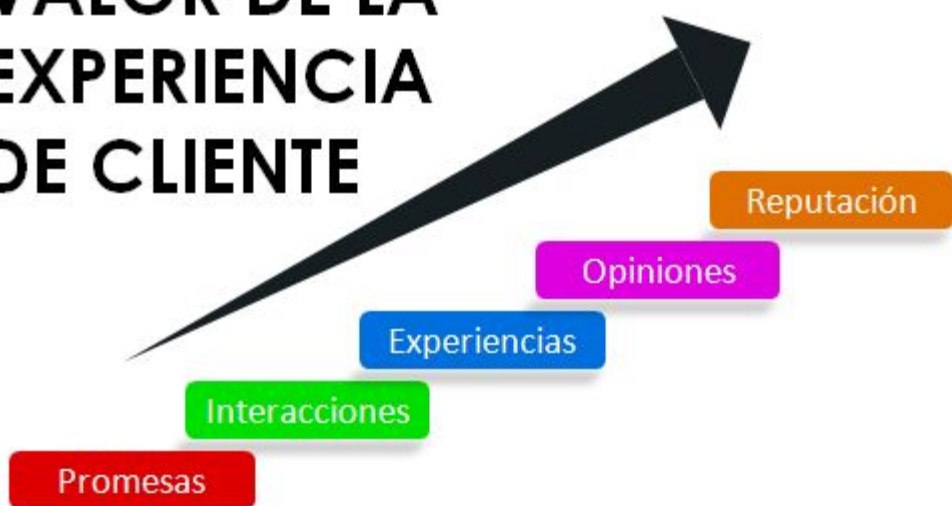 VALOR DE LA
EXPERIENCIA
DE CLIENTE
Reputación
Opiniones
Experiencias
Interacciones
Promesas